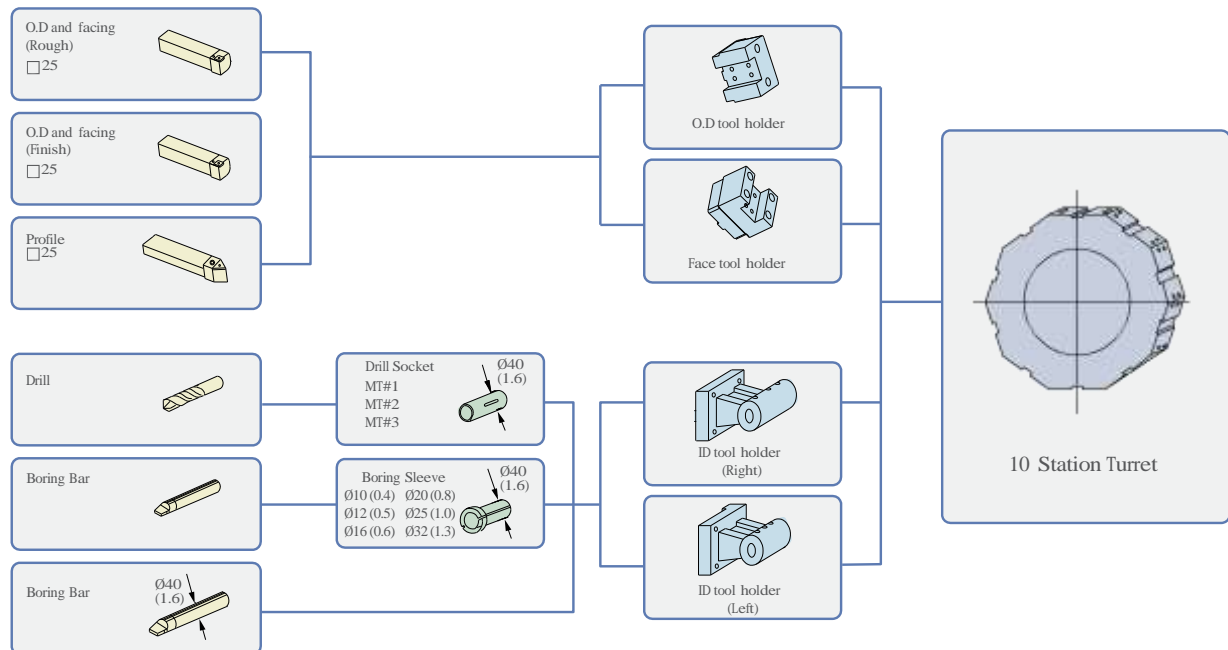 O.D and facing
(Rough)
□25
O.D and facing
(Finish)
□25
Profile
□25
O.D tool holder
Face tool holder
Drill
Drill Socket
MT#1
MT#2
MT#3
Ø40
(1.6)
Boring Bar
Boring Sleeve
Ø10 (0.4) Ø20 (0.8)
Ø12 (0.5) Ø25 (1.0)
Ø16 (0.6) Ø32 (1.3)
Ø40
(1.6)
Boring Bar
Ø40
(1.6)
ID tool holder
(Right)
ID tool holder
(Left)
10 Station Turret